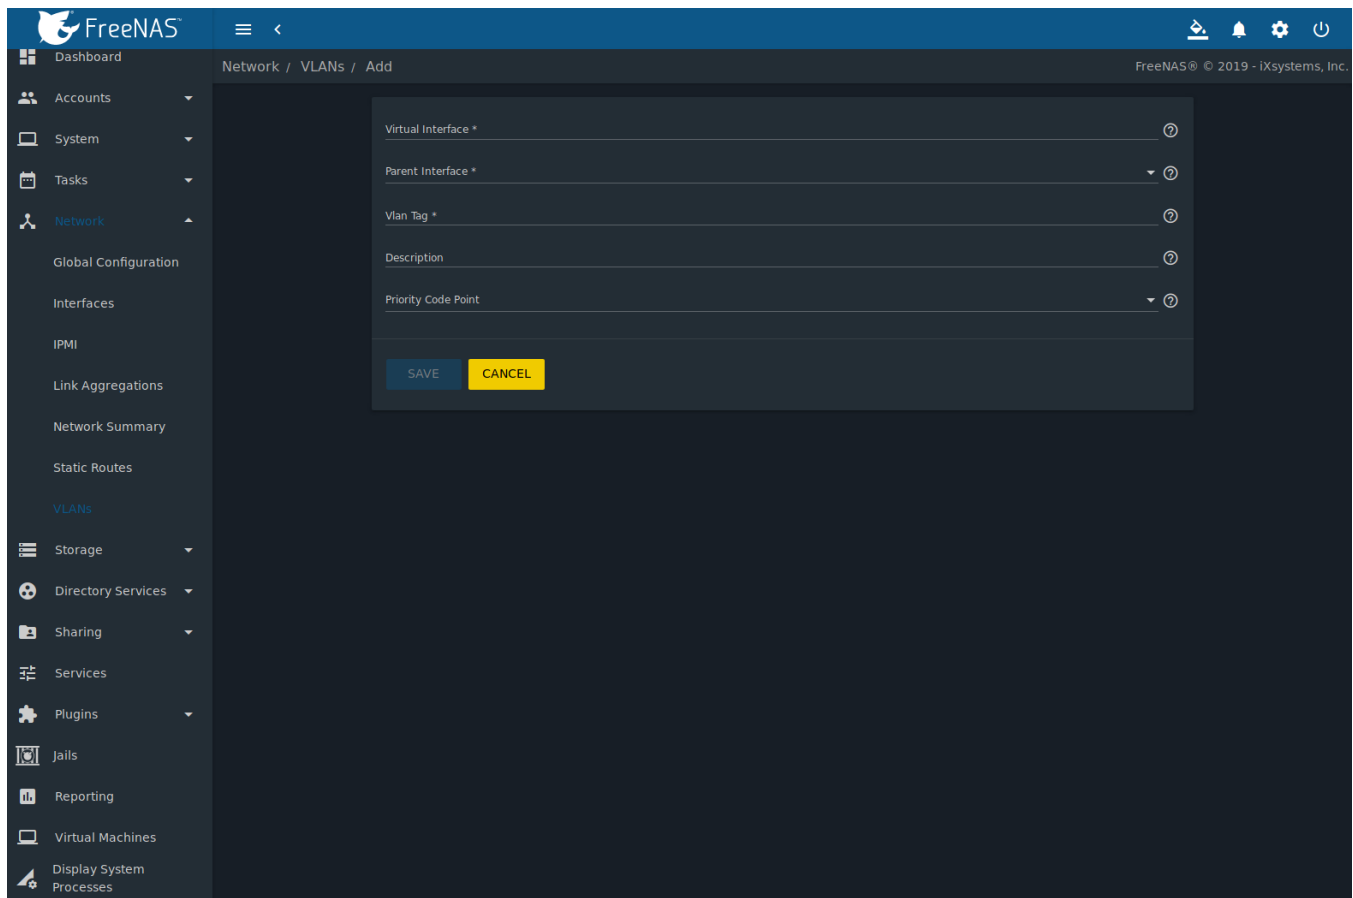 FreeNAS™
Dashboard
Network / VLANs / Add
FreeNAS® © 2019 - iXsystems, Inc.
Accounts
System
Tasks
Network
Global Configuration
Interfaces
IPMI
Link Aggregations
Network Summary
Static Routes
VLANs
Storage
Directory Services
Sharing
Services
Plugins
Jails
Reporting
Virtual Machines
Display System
Processes
Virtual Interface *
Parent Interface *
Vlan Tag *
Description
Priority Code Point
SAVE
CANCEL